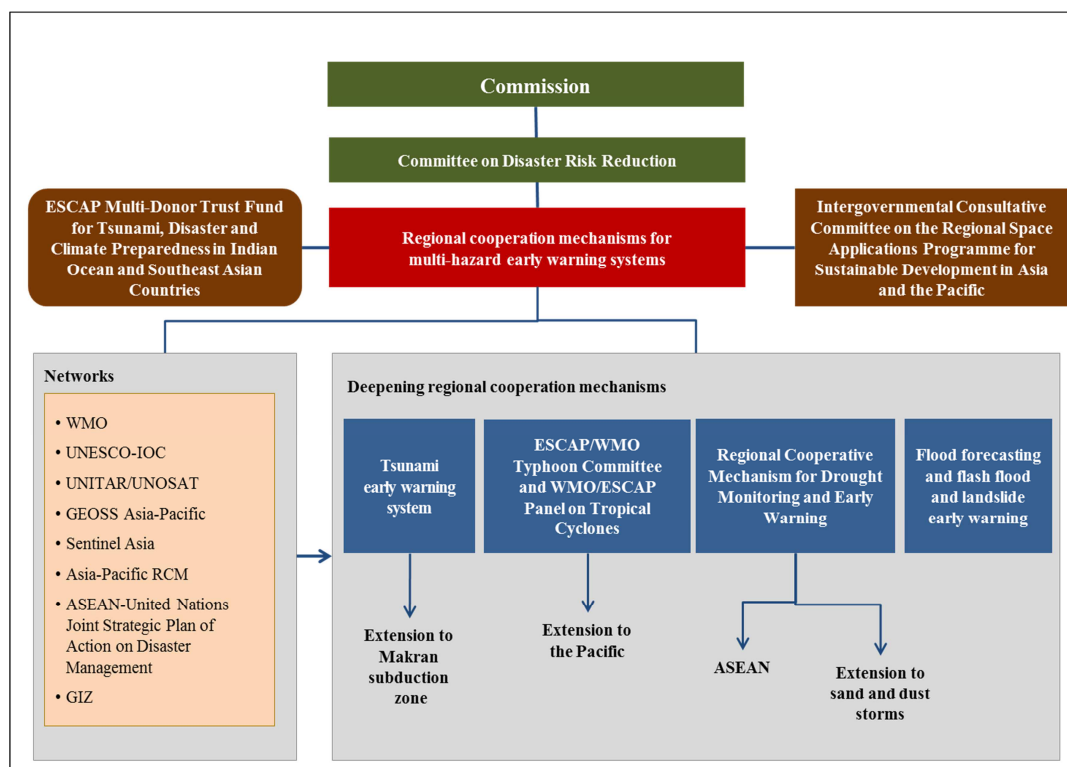 Commission
Committee on Disaster Risk Reduction
ESCAP Multi-Donor Trust Fund
for Tsunami, Disaster and
Climate Preparedness in Indian
Ocean and Southeast Asian
Countries
Regional cooperation mechanisms for
multi-hazard early warning systems
Intergovernmental Consultative
Committee on the Regional Space
Applications Programme for
Sustainable Development in Asia
and the Pacific
Networks
• WMO
• UNESCO-IOC
• UNITAR/UNOSAT
• GEOSS Asia-Pacific
• Sentinel Asia
• Asia-Pacific RCM
• ASEAN-United Nations
Joint Strategic Plan of
Action on Disaster
Management
• GIZ
Deepening regional cooperation mechanisms
Tsunami
early warning
system
ESCAP/WMO
Typhoon Committee
and WMO/ESCAP
Panel on Tropical
Cyclones
Regional Cooperative
Mechanism for Drought
Monitoring and Early
Warning
Flood forecasting
and flash flood
and landslide
early warning
Extension to
Makran
subduction
zone
Extension to
the Pacific
ASEAN
Extension to
sand and dust
storms